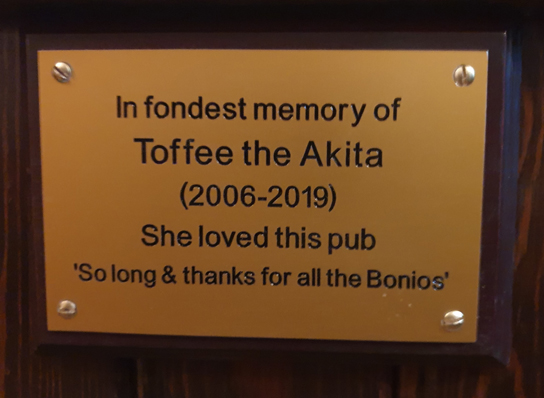 In fondest memory of
Toffee the Akita
(2006-2019)
She loved this pub
'So long & thanks for all the Bonios'